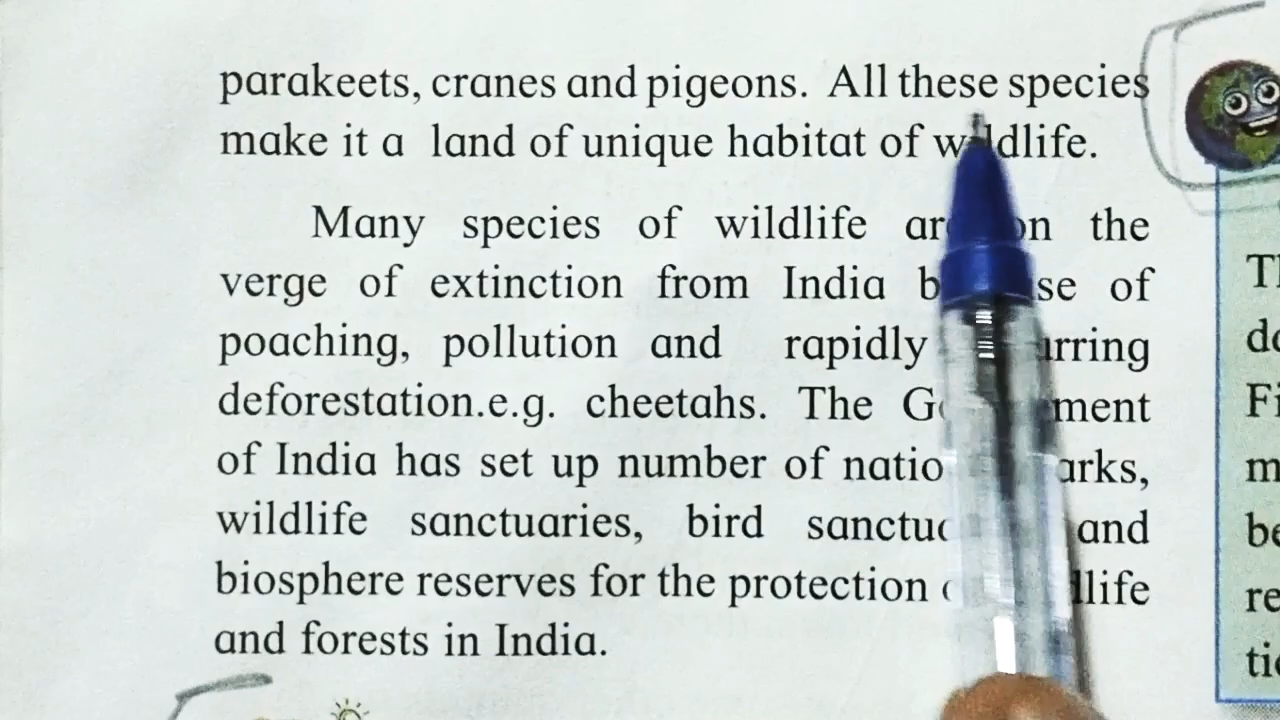 parakeets, cranes and pigeons. All these species
make it a land of unique habitat of wildlife.
Many species of wildlife are on the
verge of extinction from India because of
poaching, pollution and rapidly occurring
deforestation.e.g. cheetahs. The Government
of India has set up number of national parks,
wildlife sanctuaries, bird sanctuaries and
biosphere reserves for the protection of wildlife
and forests in India.